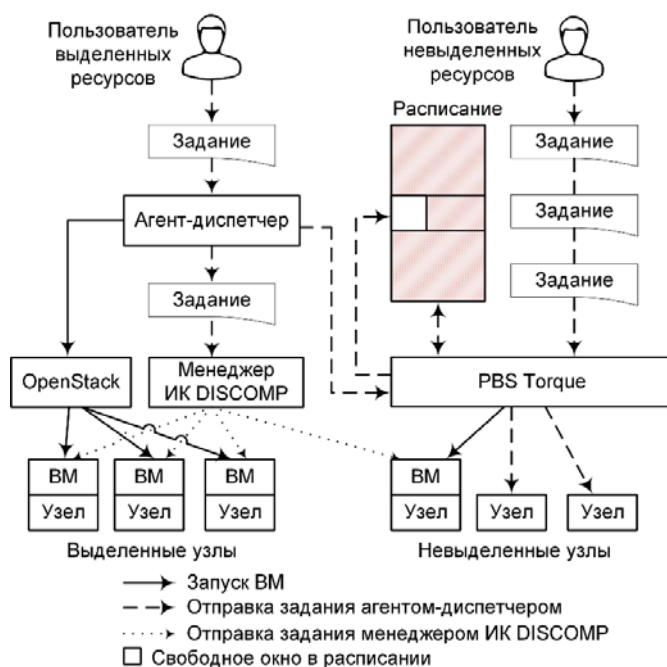 Пользователь
выделенных
ресурсов
Пользователь
невыделенных
ресурсов
Расписание
Задание
Задание
Агент-диспетчер
Задание
Задание
Задание
OpenStack
Менеджер
ИК DISCOMP
PBS Torque
ВМ
ВМ
ВМ
ВМ
Узел
Узел
Узел
Узел
Узел
Узел
Выделенные узлы
Невыделенные узлы
Запуск ВМ
Отправка задания агентом-диспетчером
Отправка задания менеджером ИК DISCOMP
Свободное окно в расписании